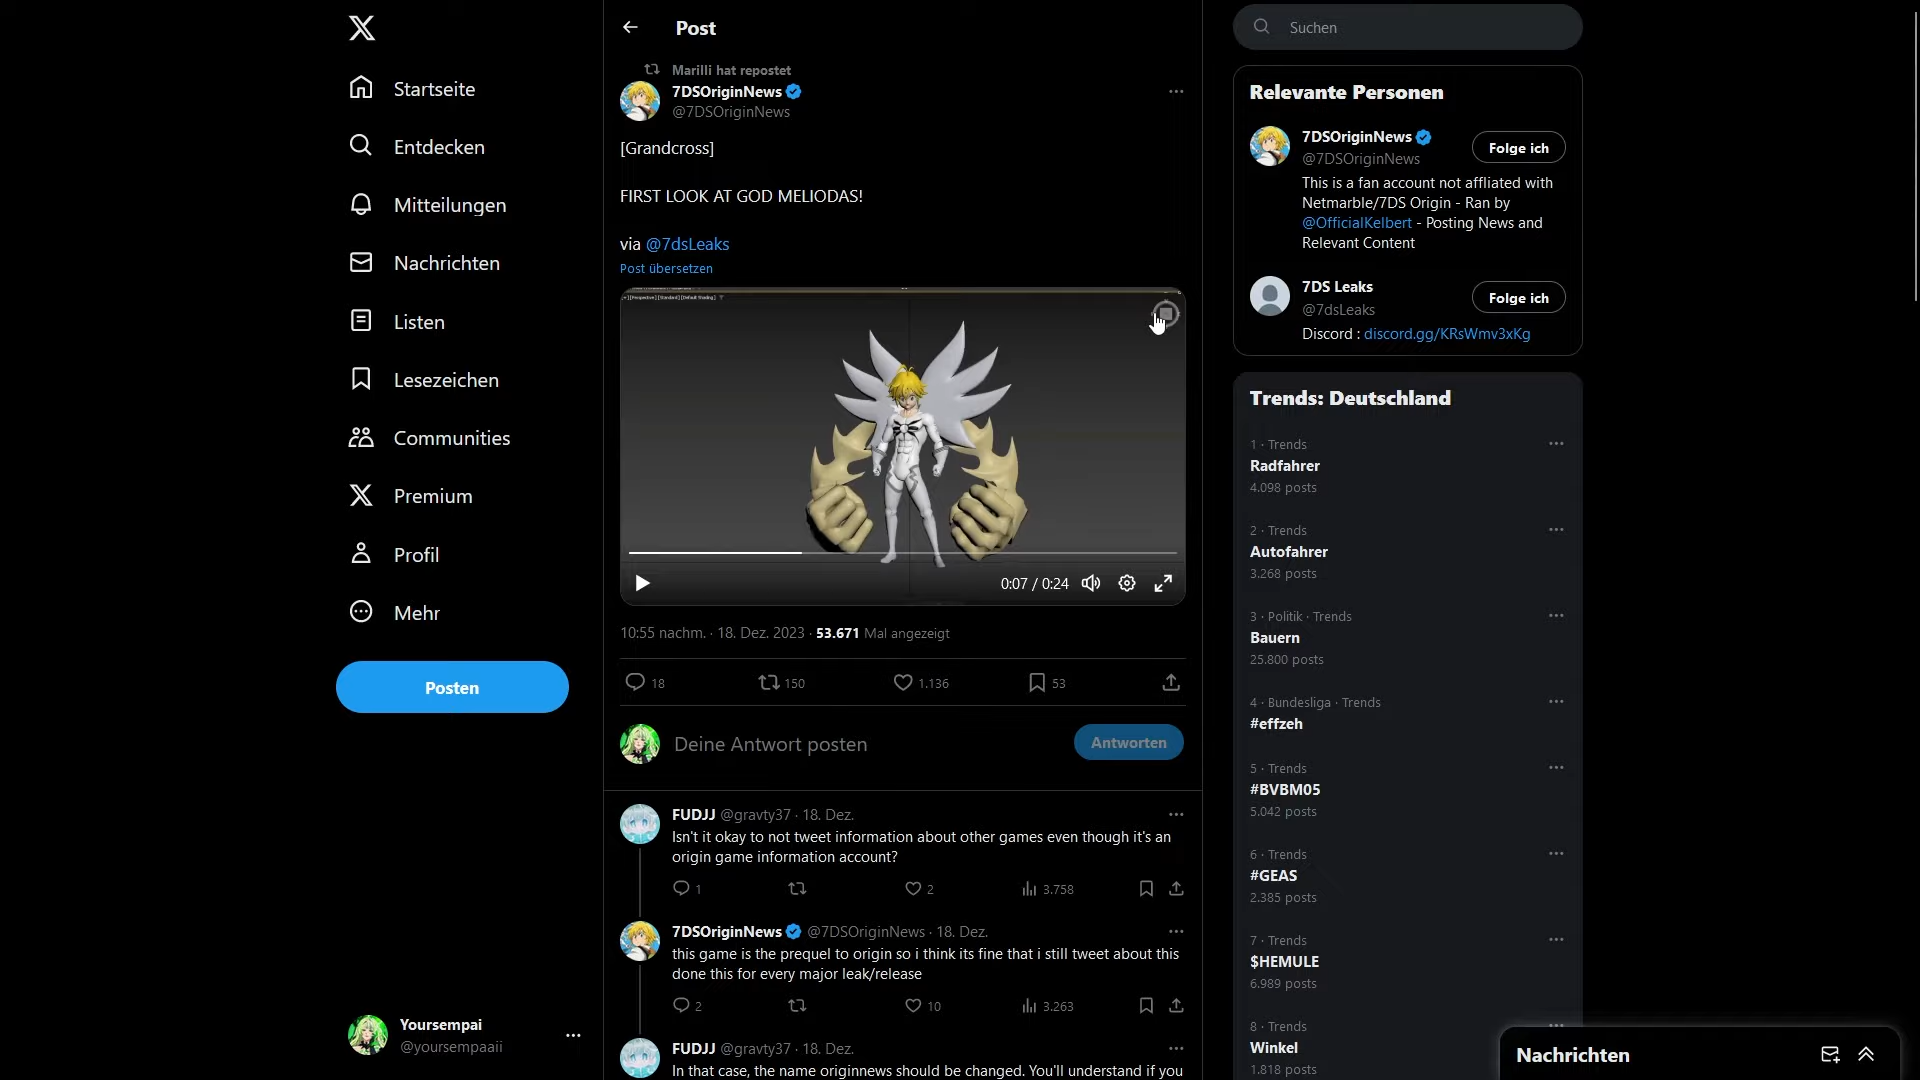 Startseite
Entdecken
Mitteilungen
Nachrichten
Listen
Lesezeichen
Communities
Premium
Profil
Mehr
Posten
Yoursempai
@yoursempaaii
Post
Marilli hat repostet
7DSOriginNews
@7DSOriginNews
[Grandcross]
FIRST LOOK AT GOD MELIODAS!
via @7dsLeaks
Post übersetzen
[Perspective] [Standard] [Default Shading]
0:07 / 0:24
10:55 nachm. · 18. Dez. 2023 · 53.671 Mal angezeigt
18
150
1.136
53
Deine Antwort posten
Antworten
FUDJJ @gravty37 · 18. Dez.
Isn't it okay to not tweet information about other games even though it's an
origin game information account?
1
2
3.758
7DSOriginNews @7DSOriginNews · 18. Dez.
this game is the prequel to origin so i think its fine that i still tweet about this
done this for every major leak/release
2
10
3.263
FUDJJ @gravty37 · 18. Dez.
In that case, the name originnews should be changed. You'll understand if you
Suchen
Relevante Personen
7DSOriginNews
@7DSOriginNews
Folge ich
This is a fan account not affliated with
Netmarble/7DS Origin - Ran by
@OfficialKelbert - Posting News and
Relevant Content
7DS Leaks
@7dsLeaks
Folge ich
Discord : discord.gg/KRsWmv3xKg
Trends: Deutschland
1 · Trends
Radfahrer
4.098 posts
2 · Trends
Autofahrer
3.268 posts
3 · Politik · Trends
Bauern
25.800 posts
4 · Bundesliga · Trends
#effzeh
5 · Trends
#BVBM05
5.042 posts
6 · Trends
#GEAS
2.385 posts
7 · Trends
$HEMULE
6.989 posts
8 · Trends
Winkel
1.818 posts
Nachrichten